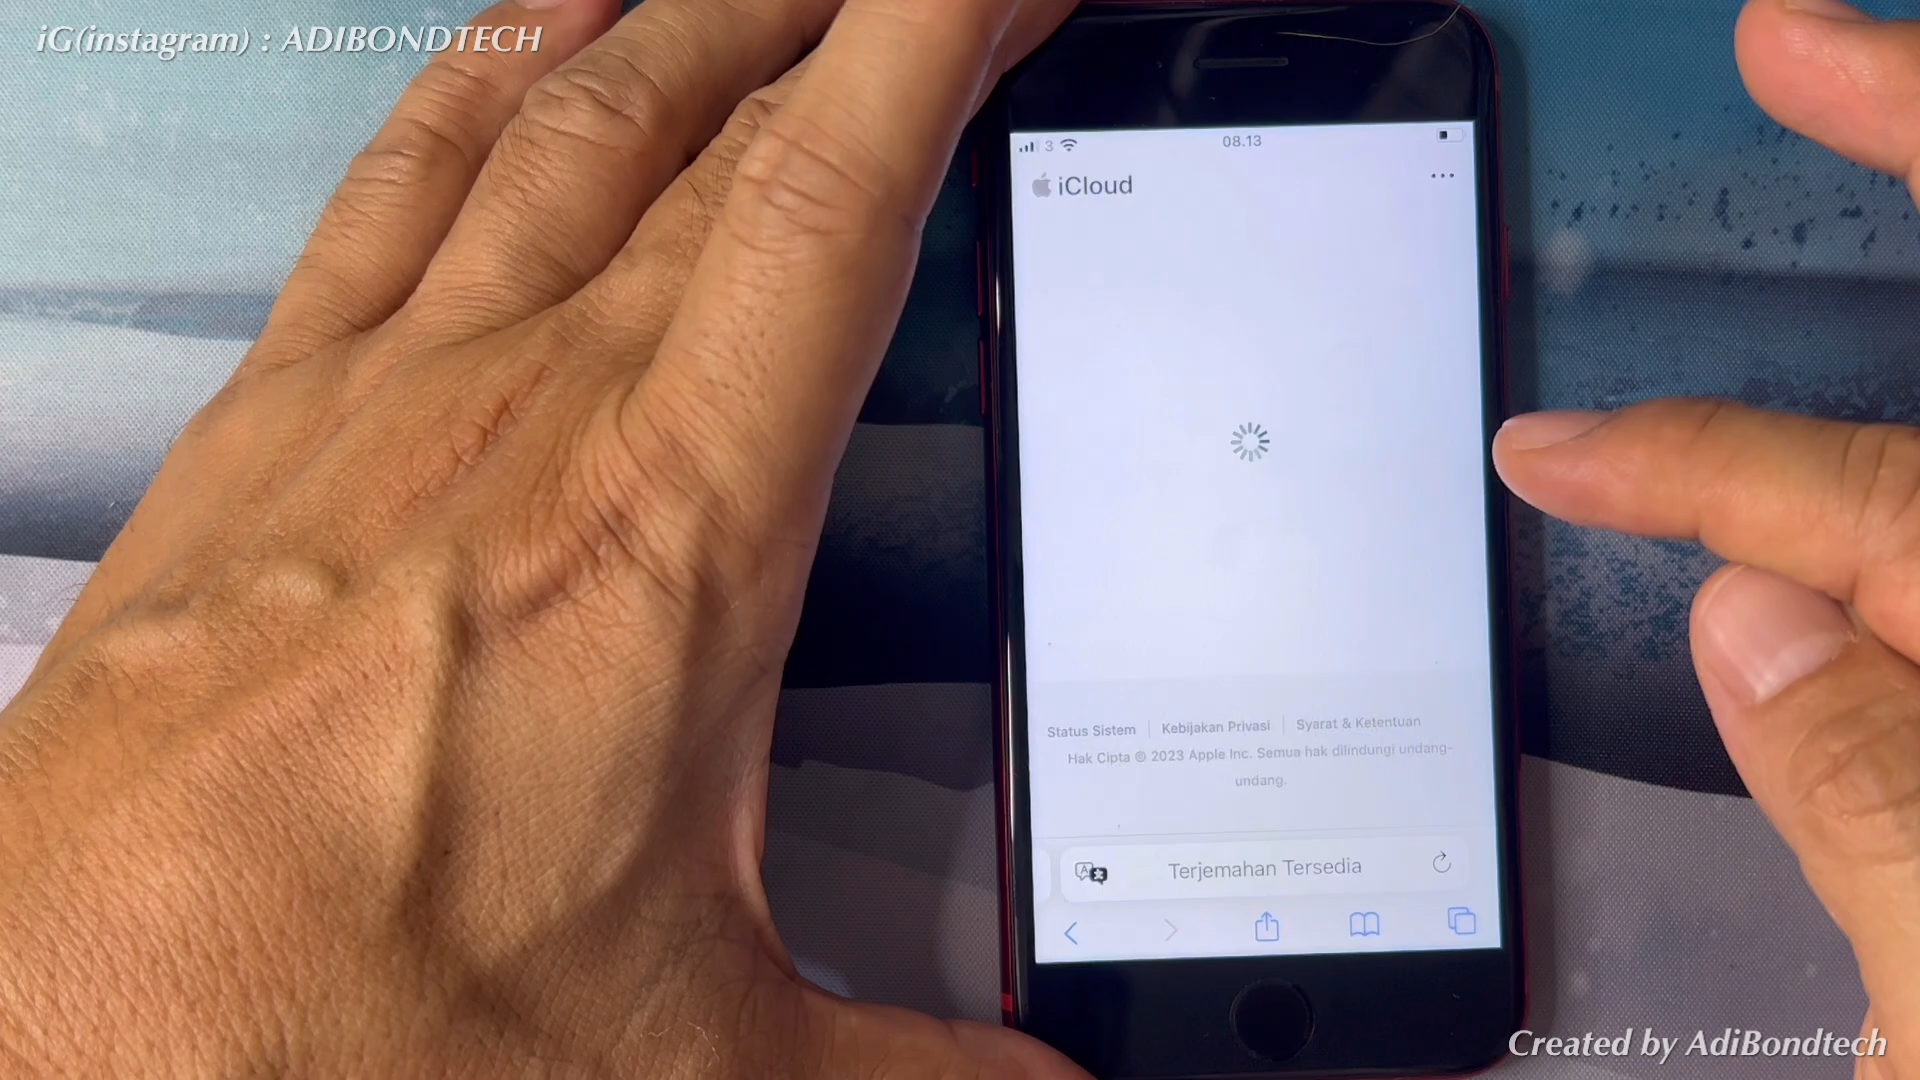 iG(instagram) : ADIBONDTECH
3
08.13
iCloud
Status Sistem
Kebijakan Privasi
Syarat & Ketentuan
Hak Cipta © 2023 Apple Inc. Semua hak dilindungi undang-
undang.
Terjemahan Tersedia
Created by AdiBondtech